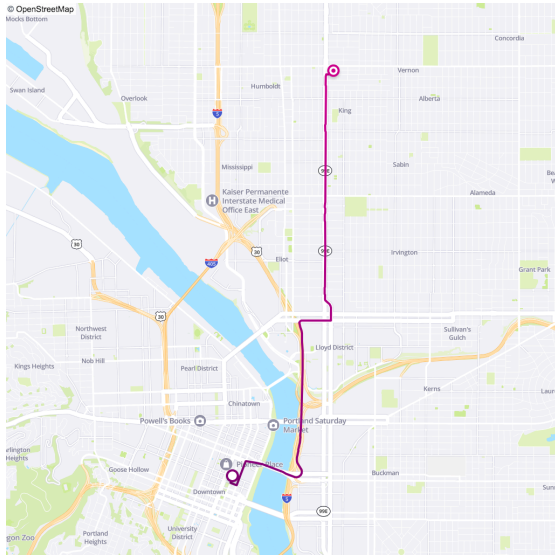 © OpenStreetMap
Mocks Bottom
Concordia
Vernon
Swan Island
Humboldt
Overlook
Alberta
5
King
Mississippi
Sabin
99E
Kaiser Permanente
Interstate Medical
Office East
H
Alameda
30
30
99E
Eliot
Irvington
405
Grant Park
30
Northwest
District
Sullivan's
Gulch
Lloyd District
Nob Hill
Kings Heights
Pearl District
Kerns
Chinatown
Powell's Books
Portland Saturday
Market
Heights
Goose Hollow
Pioneer Place
Buckman
Downtown
5
99E
University
District
Portland
Heights